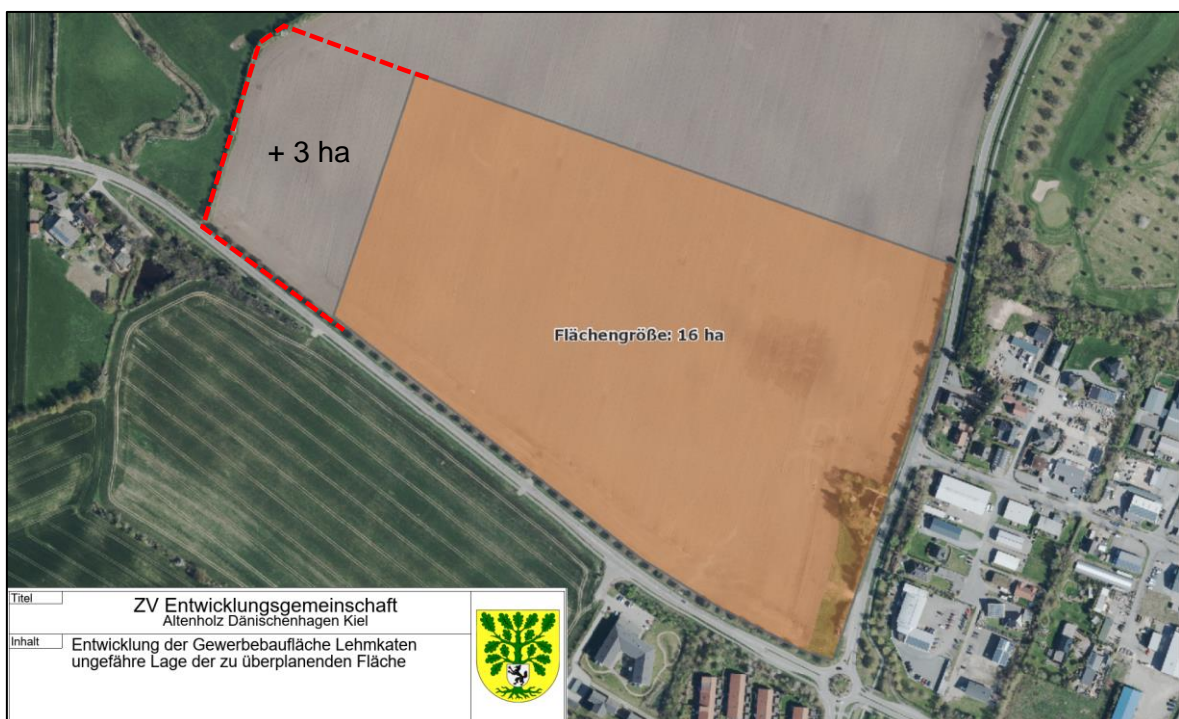 + 3 ha
Flächengröße: 16 ha
Titel
ZV Entwicklungsgemeinschaft
Altenholz Dänischenhagen Kiel
Inhalt
Entwicklung der Gewerbebaufläche Lehmkaten
ungefähre Lage der zu überplanenden Fläche